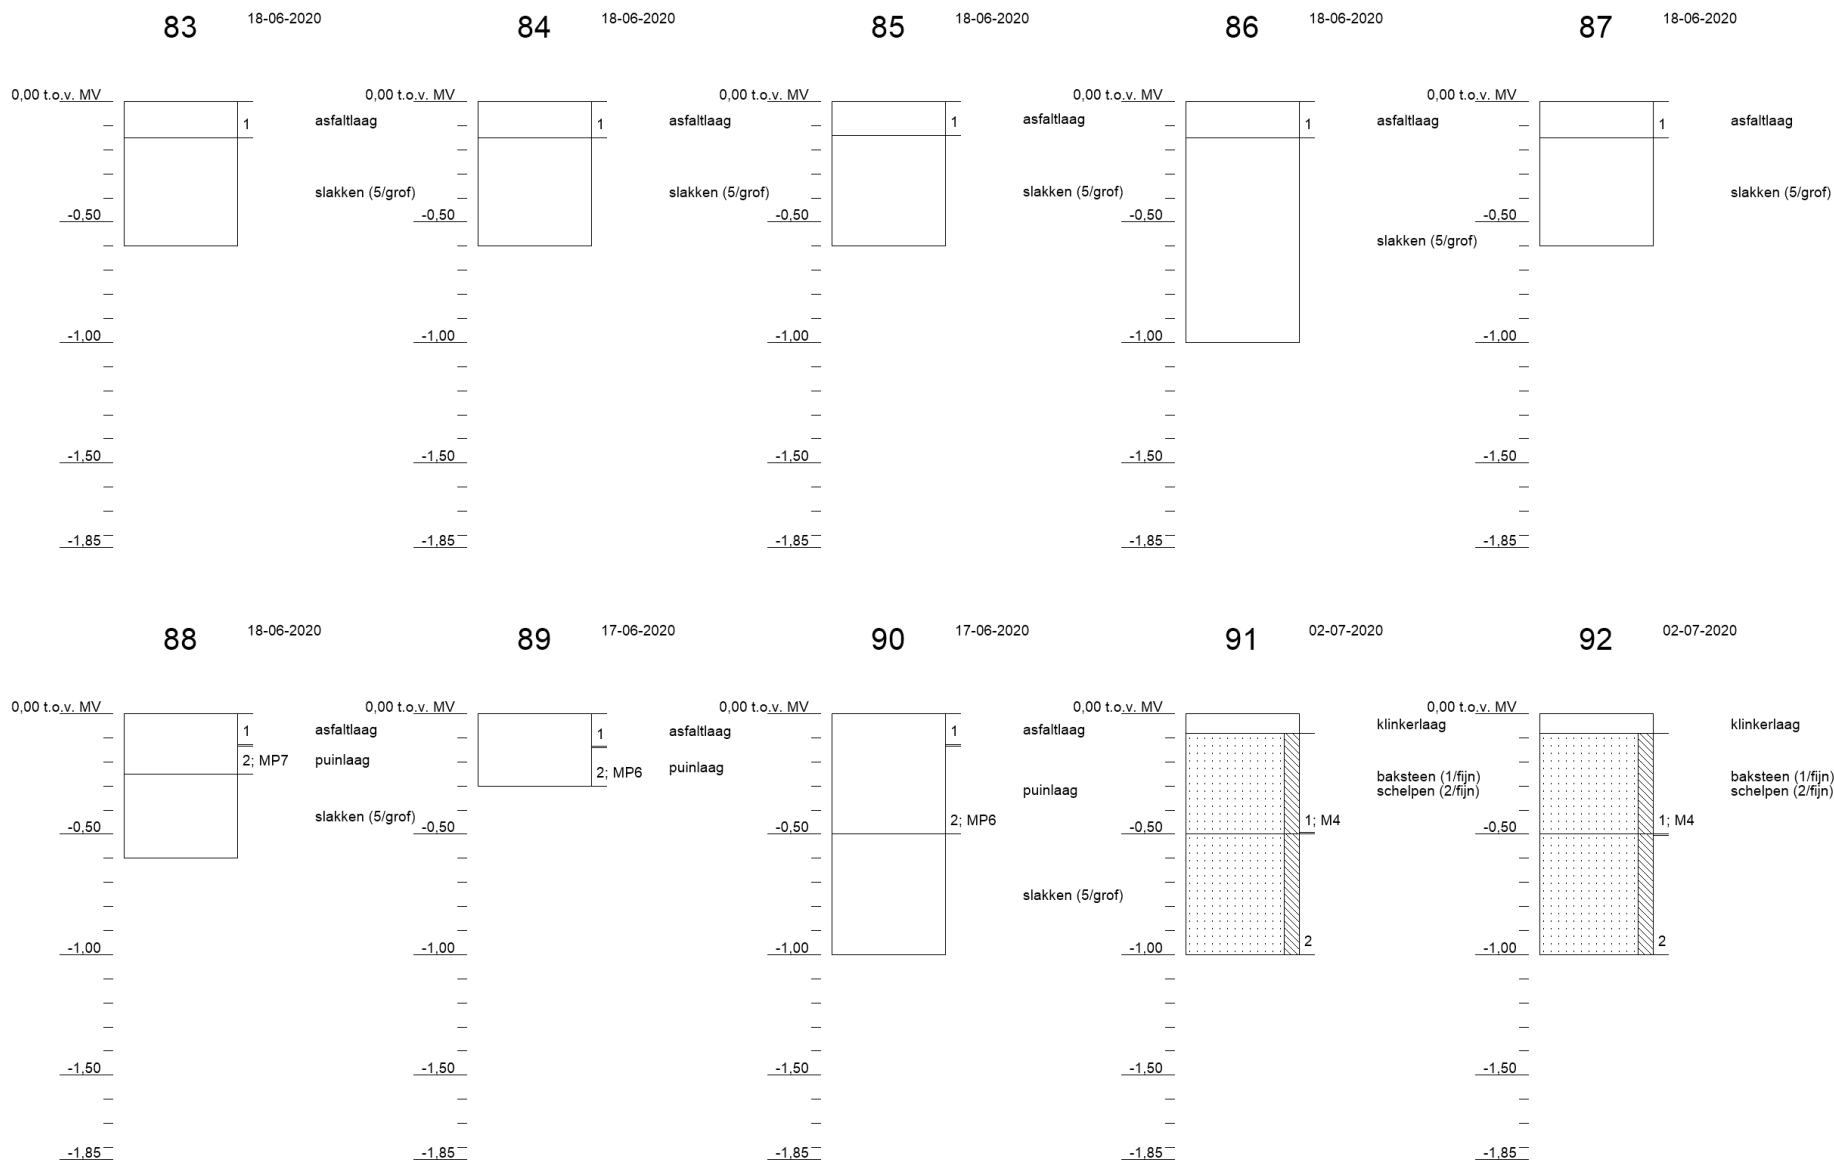 83 18-06-2020
0,00 t.o.v. MV
1 asfaltlaag
slakken (5/grof)
-0,50
-1,00
-1,50
-1,85
84 18-06-2020
0,00 t.o.v. MV
1 asfaltlaag
slakken (5/grof)
-0,50
-1,00
-1,50
-1,85
85 18-06-2020
0,00 t.o.v. MV
1 asfaltlaag
slakken (5/grof)
-0,50
-1,00
-1,50
-1,85
86 18-06-2020
0,00 t.o.v. MV
1 asfaltlaag
-0,50
slakken (5/grof)
-1,00
-1,50
-1,85
87 18-06-2020
0,00 t.o.v. MV
1 asfaltlaag
slakken (5/grof)
-0,50
-1,00
-1,50
-1,85
88 18-06-2020
0,00 t.o.v. MV
1 asfaltlaag
2; MP7 puinlaag
slakken (5/grof)
-0,50
-1,00
-1,50
-1,85
89 17-06-2020
0,00 t.o.v. MV
1 asfaltlaag
2; MP6 puinlaag
-0,50
-1,00
-1,50
-1,85
90 17-06-2020
0,00 t.o.v. MV
1 asfaltlaag
puinlaag
2; MP6
-0,50
slakken (5/grof)
-1,00
-1,50
-1,85
91 02-07-2020
0,00 t.o.v. MV
klinkerlaag
baksteen (1/fijn)
schelpen (2/fijn)
1; M4
-0,50
2
-1,00
-1,50
-1,85
92 02-07-2020
0,00 t.o.v. MV
klinkerlaag
baksteen (1/fijn)
schelpen (2/fijn)
1; M4
-0,50
2
-1,00
-1,50
-1,85